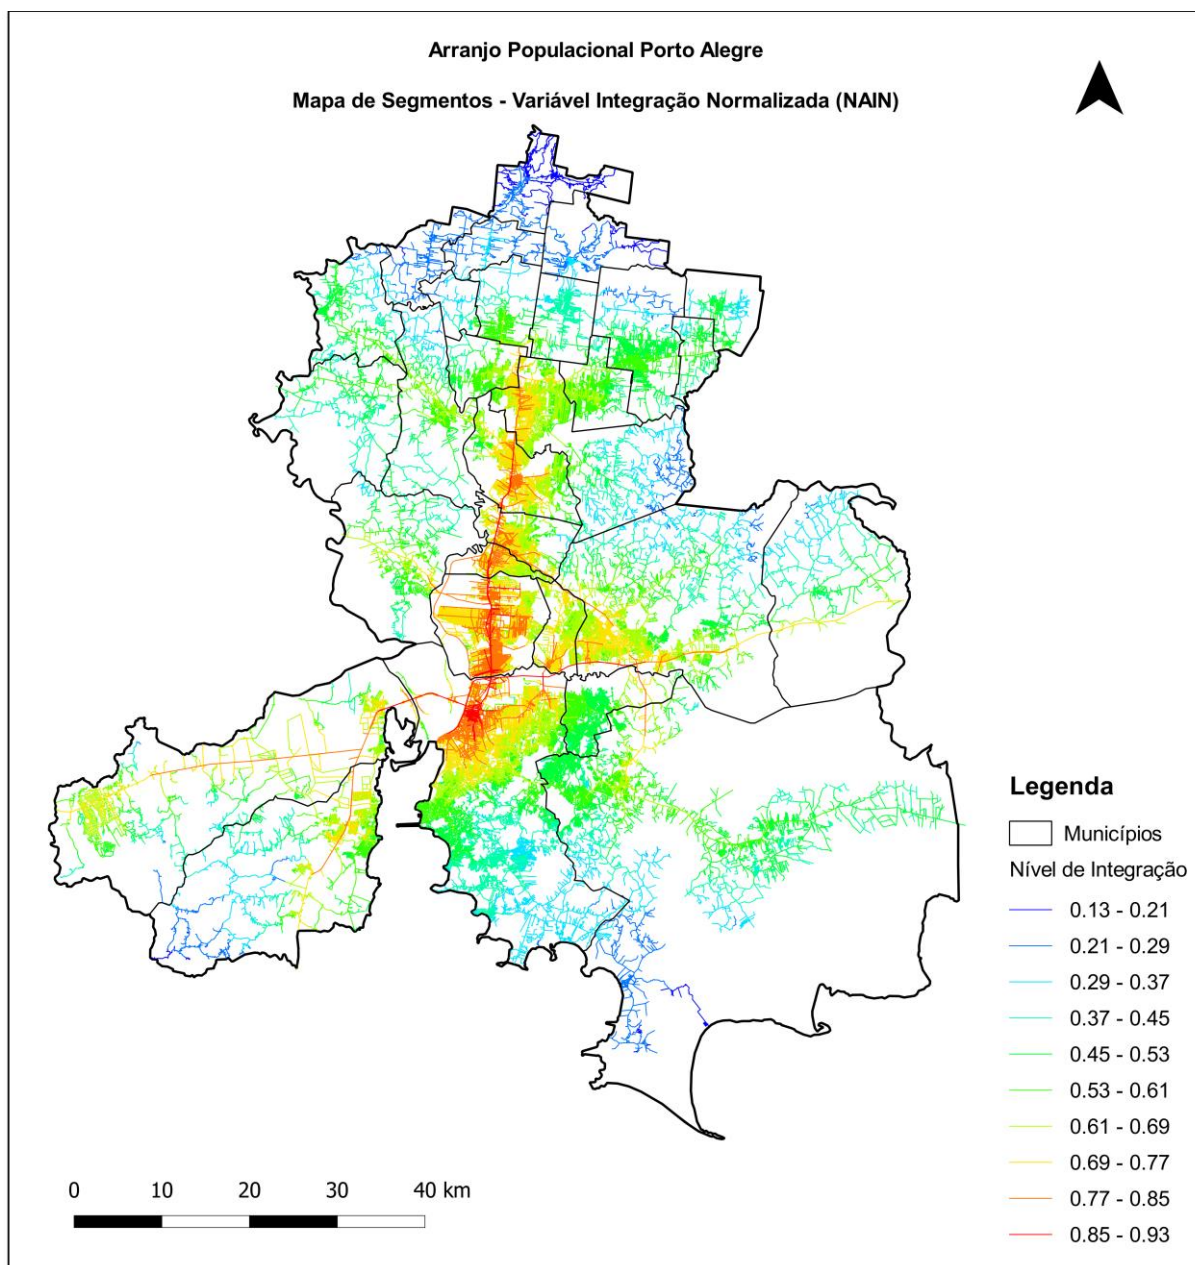 Arranjo Populacional Porto Alegre
Mapa de Segmentos - Variável Integração Normalizada (NAIN)
Legenda
Municípios
Nível de Integração
0.13 - 0.21
0.21 - 0.29
0.29 - 0.37
0.37 - 0.45
0.45 - 0.53
0.53 - 0.61
0.61 - 0.69
0.69 - 0.77
0.77 - 0.85
0.85 - 0.93
0 10 20 30 40 km